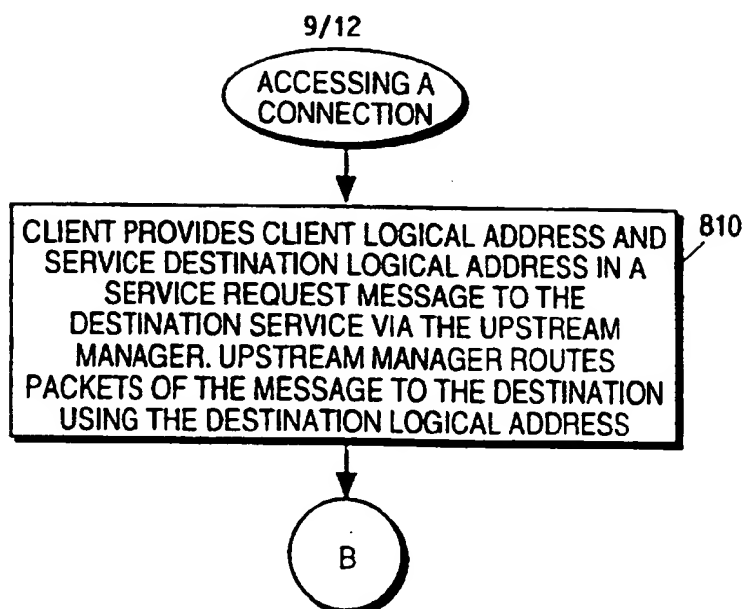 9/12
ACCESSING A
CONNECTION
CLIENT PROVIDES CLIENT LOGICAL ADDRESS AND
SERVICE DESTINATION LOGICAL ADDRESS IN A
SERVICE REQUEST MESSAGE TO THE
DESTINATION SERVICE VIA THE UPSTREAM
MANAGER. UPSTREAM MANAGER ROUTES
PACKETS OF THE MESSAGE TO THE DESTINATION
USING THE DESTINATION LOGICAL ADDRESS
810
B